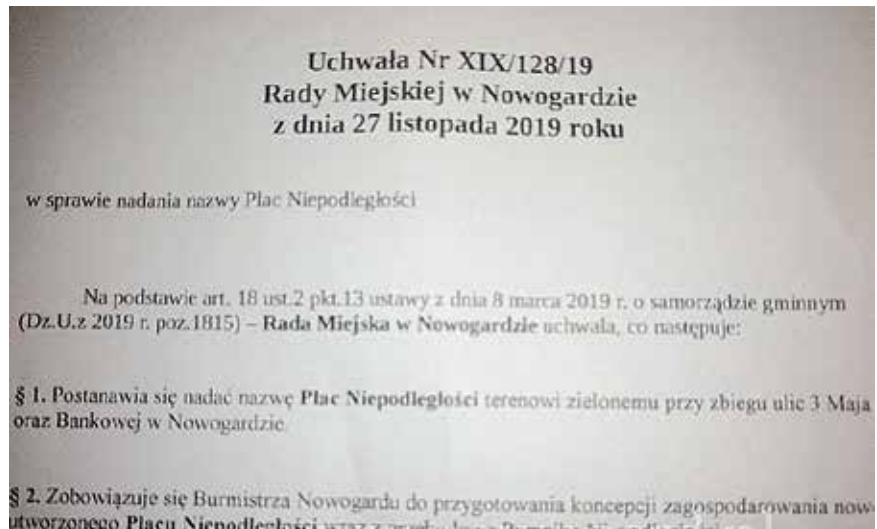 Uchwała Nr XIX/128/19
Rady Miejskiej w Nowogardzie
z dnia 27 listopada 2019 roku
w sprawie nadania nazwy Plac Niepodległości
Na podstawie art. 18 ust.2 pkt.13 ustawy z dnia 8 marca 2019 r. o samorządzie gminnym
(Dz.U.z 2019 r. poz.1815) – Rada Miejska w Nowogardzie uchwala, co następuje:
§ 1. Postanawia się nadać nazwę Plac Niepodległości terenowi zielonemu przy zbiegu ulic 3 Maja
oraz Bankowej w Nowogardzie
§ 2. Zobowiązuje się Burmistrza Nowogardu do przygotowania koncepcji zagospodarowania now
utworzonego Placu Niepodległości wraz z